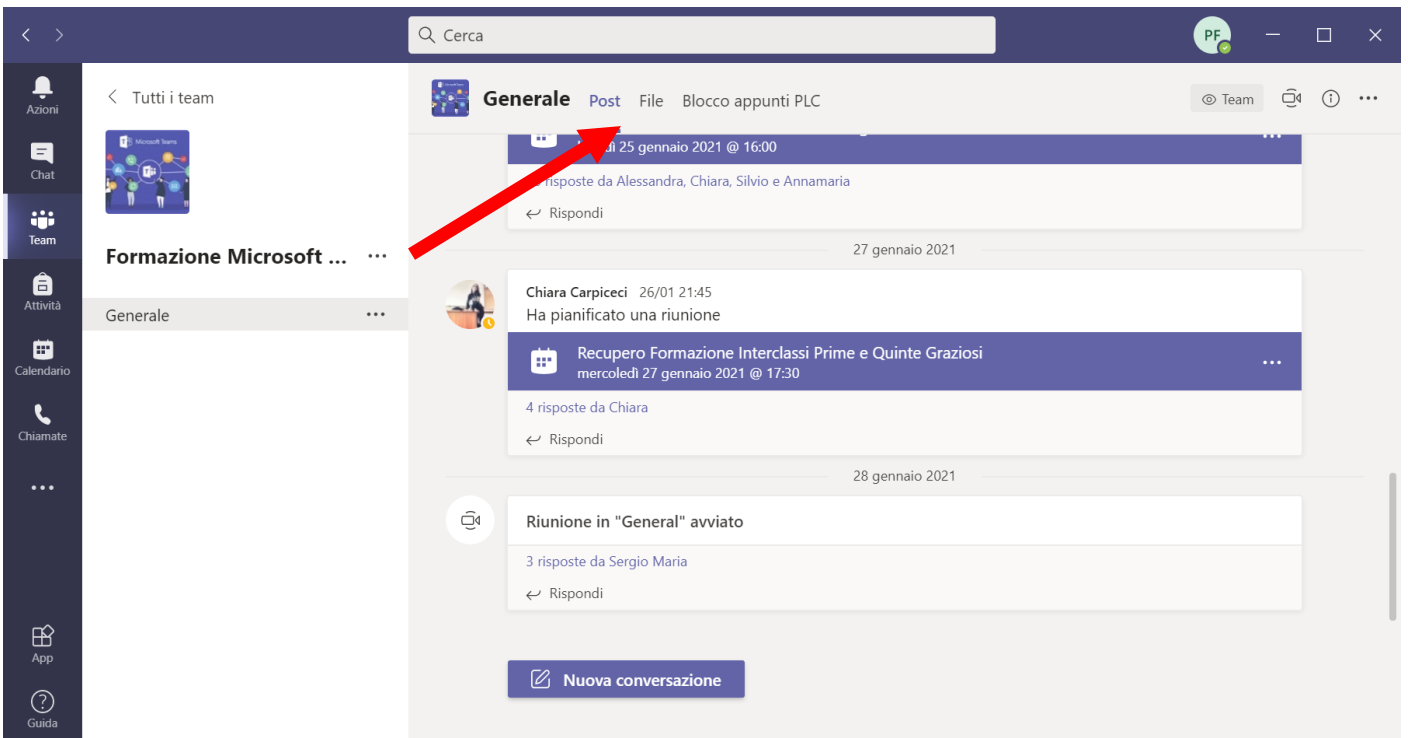 Cerca
PF
Azioni
Chat
Team
Attività
Calendario
Chiamate
App
Guida
Tutti i team
Microsoft Teams
Formazione Microsoft ...
Generale
Generale Post File Blocco appunti PLC
Team
25 gennaio 2021 @ 16:00
risposte da Alessandra, Chiara, Silvio e Annamaria
Rispondi
27 gennaio 2021
Chiara Carpiceci 26/01 21:45
Ha pianificato una riunione
Recupero Formazione Interclassi Prime e Quinte Graziosi
mercoledì 27 gennaio 2021 @ 17:30
4 risposte da Chiara
Rispondi
28 gennaio 2021
Riunione in "General" avviato
3 risposte da Sergio Maria
Rispondi
Nuova conversazione